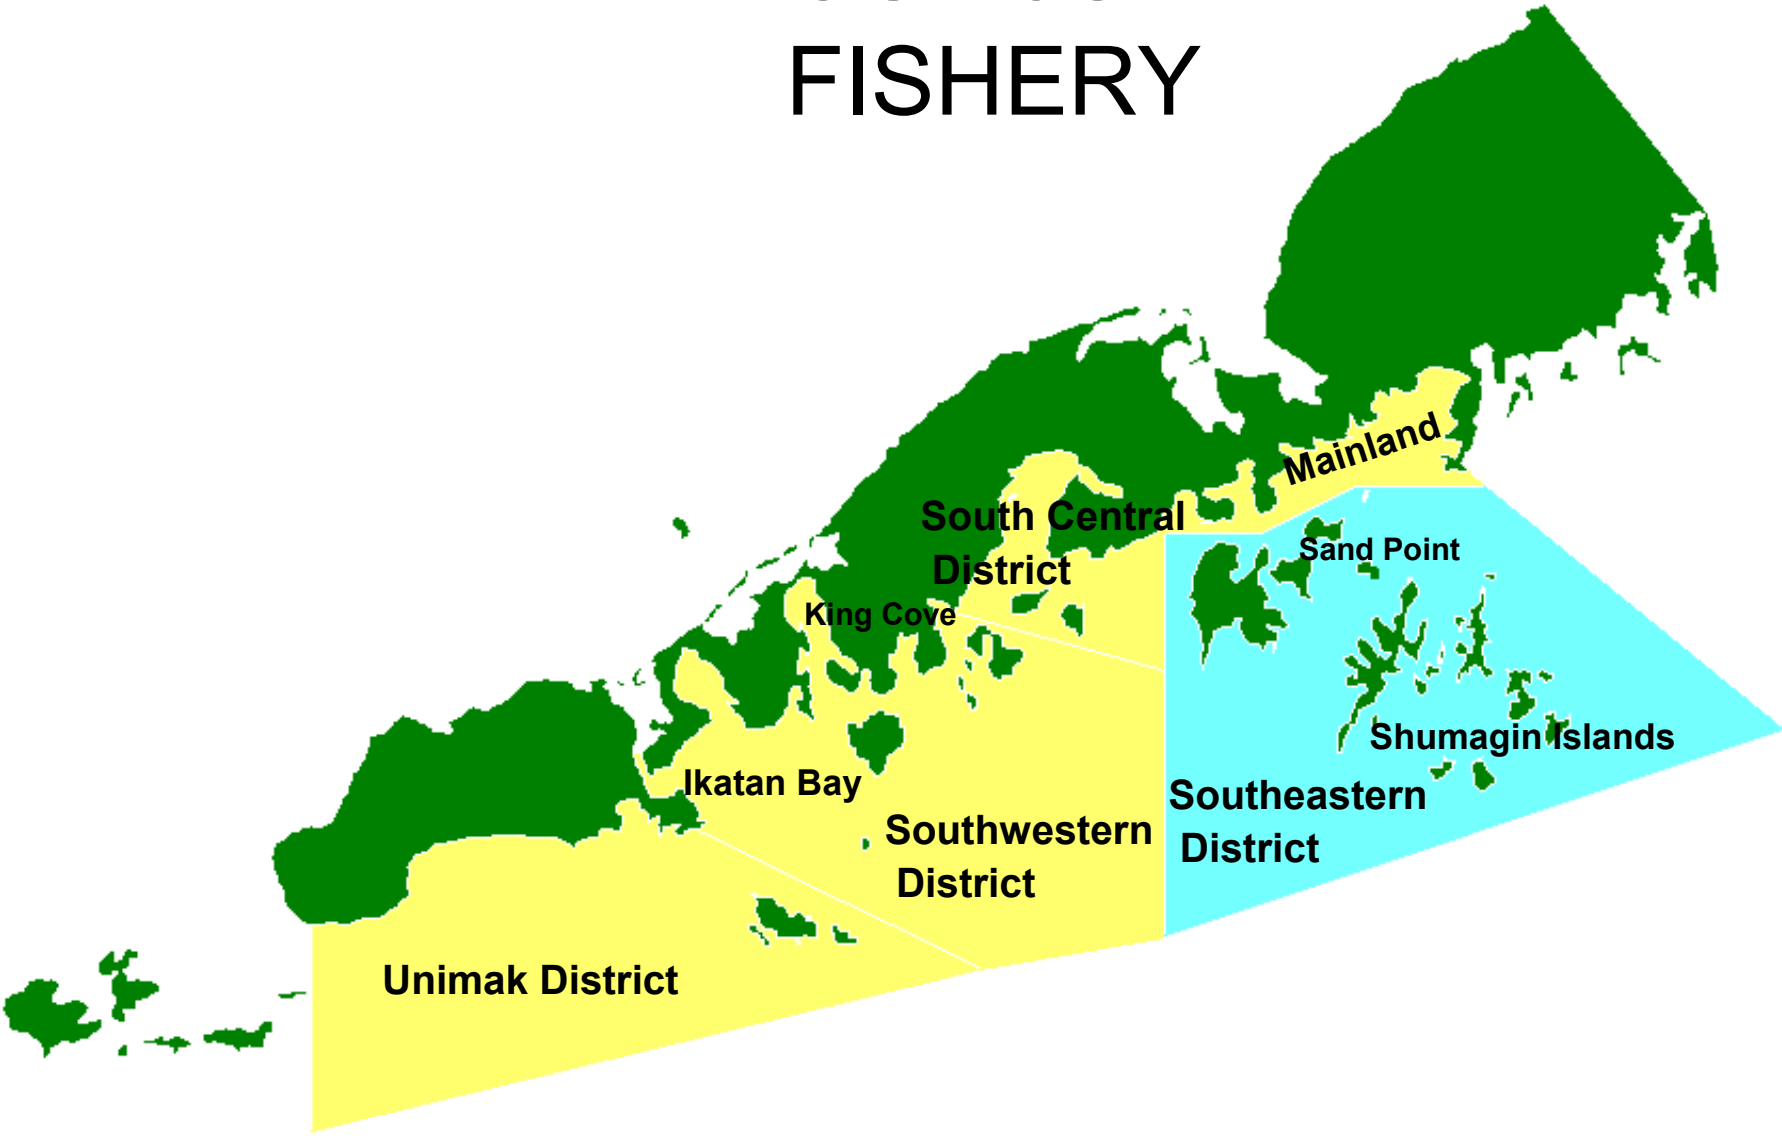 FISHERY
Mainland
South Central
District
Sand Point
King Cove
Shumagin Islands
Ikatan Bay
Southeastern
District
Southwestern
District
Unimak District